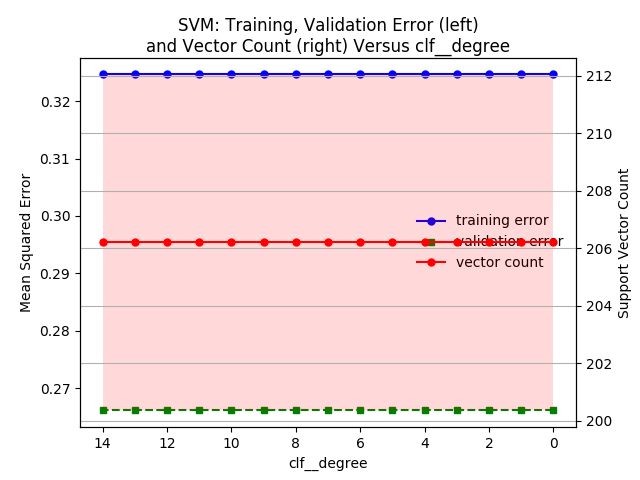 SVM: Training, Validation Error (left)
and Vector Count (right) Versus clf__degree
Mean Squared Error
0.32
0.31
0.30
0.29
0.28
0.27
training error
validation error
vector count
212
210
208
206
204
202
200
Support Vector Count
14 12 10 8 6 4 2 0
clf__degree